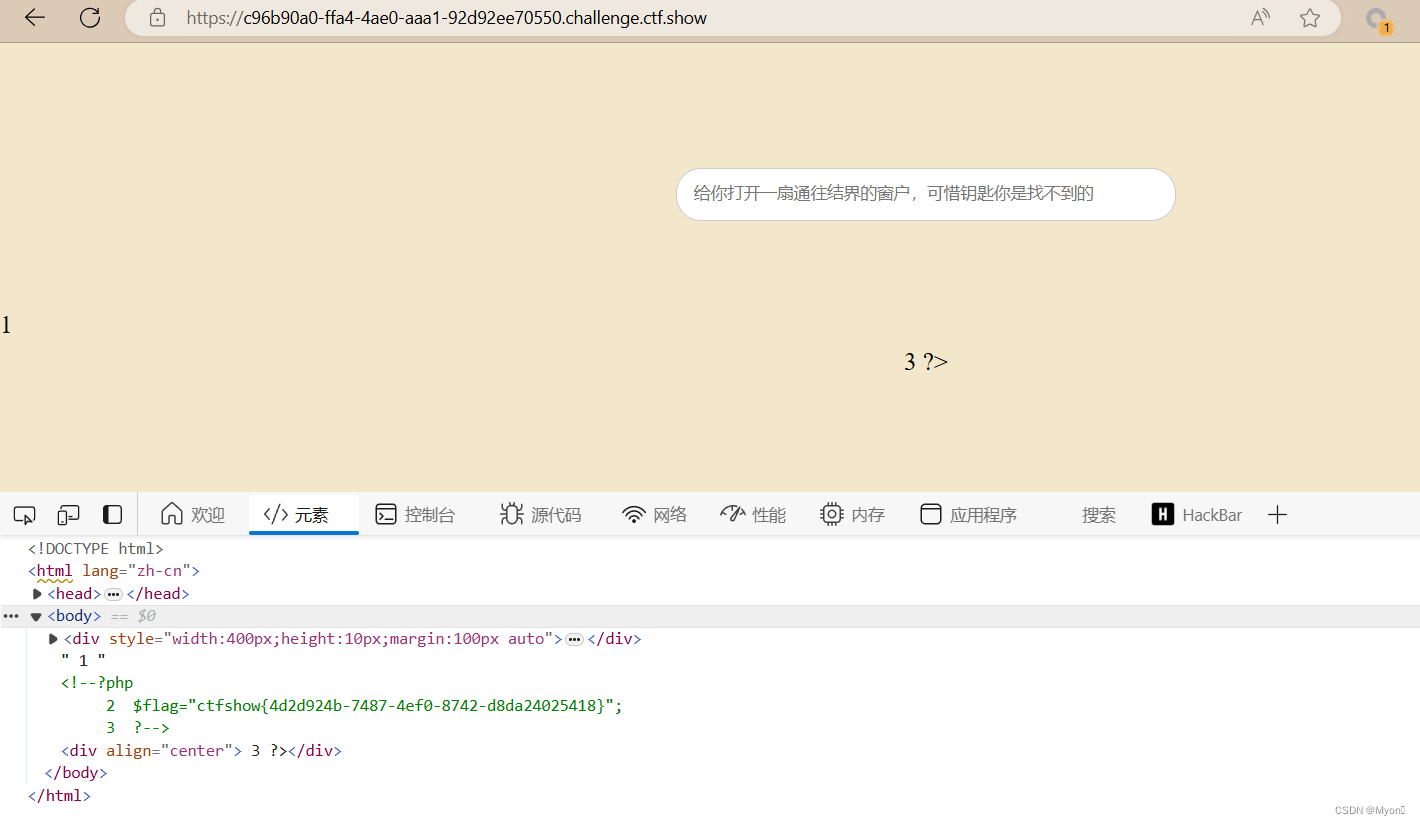 https://c96b90a0-ffa4-4ae0-aaa1-92d92ee70550.challenge.ctf.show
A
1
给你打开一扇通往结界的窗户，可惜钥匙你是找不到的
1
3 ?>
欢迎 </> 元素 控制台 源代码 网络 性能 内存 应用程序 搜索 H HackBar
<!DOCTYPE html>
<html lang="zh-cn">
<head> ••• </head>
••• <body> == $0
<div style="width:400px;height:10px;margin:100px auto"> ••• </div>
" 1 "
<!--?php
2 $flag="ctfshow{4d2d924b-7487-4ef0-8742-d8da24025418}";
3 ?-->
<div align="center"> 3 ?></div>
</body>
</html>
CSDN @Myon